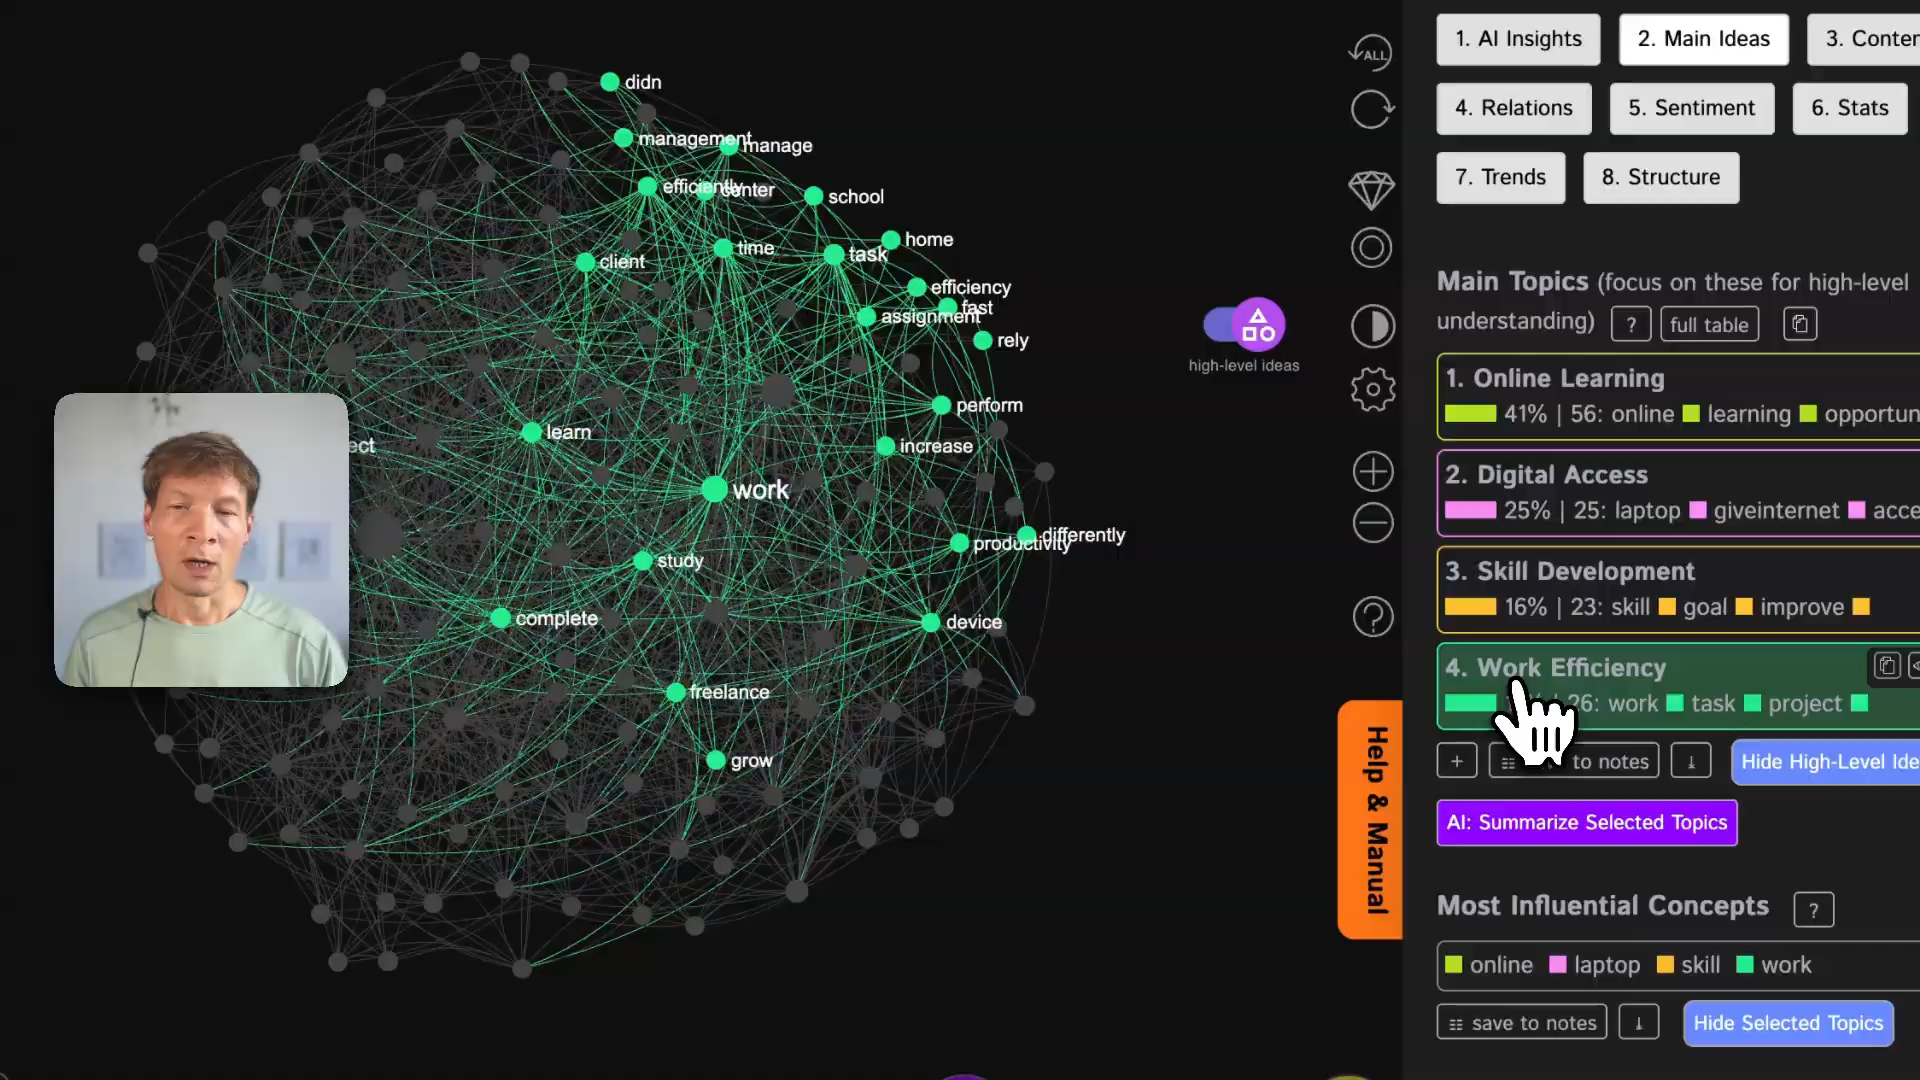 didn
management
manage
efficiently
center
school
time
home
client
task
efficiency
fast
assignment
rely
perform
learn
increase
work
differently
productivity
study
complete
device
freelance
grow
ALL
high-level ideas
Help & Manual
1. AI Insights
2. Main Ideas
4. Relations
5. Sentiment
6. Stats
7. Trends
8. Structure
Main Topics (focus on these for high-level
understanding) ? full table
1. Online Learning
41% | 56: online learning
2. Digital Access
25% | 25: laptop giveinternet
3. Skill Development
16% | 23: skill goal improve
4. Work Efficiency
work task project
+ to notes ↓ Hide High-Level
AI: Summarize Selected Topics
Most Influential Concepts ?
online laptop skill work
save to notes ↓ Hide Selected Topics